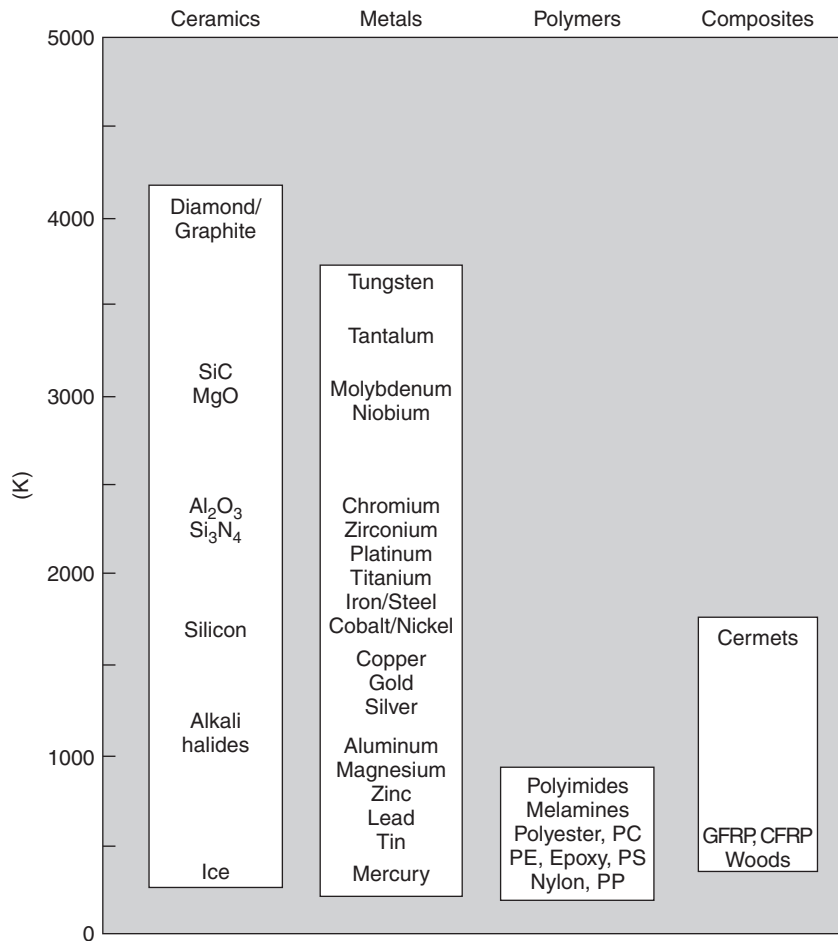 Ceramics
Metals
Polymers
Composites
5000
4000
3000
2000
1000
0
(K)
Diamond/
Graphite
SiC
MgO
Al₂O₃
Si₃N₄
Silicon
Alkali
halides
Ice
Tungsten
Tantalum
Molybdenum
Niobium
Chromium
Zirconium
Platinum
Titanium
Iron/Steel
Cobalt/Nickel
Copper
Gold
Silver
Aluminum
Magnesium
Zinc
Lead
Tin
Mercury
Polyimides
Melamines
Polyester, PC
PE, Epoxy, PS
Nylon, PP
Cermets
GFRP, CFRP
Woods